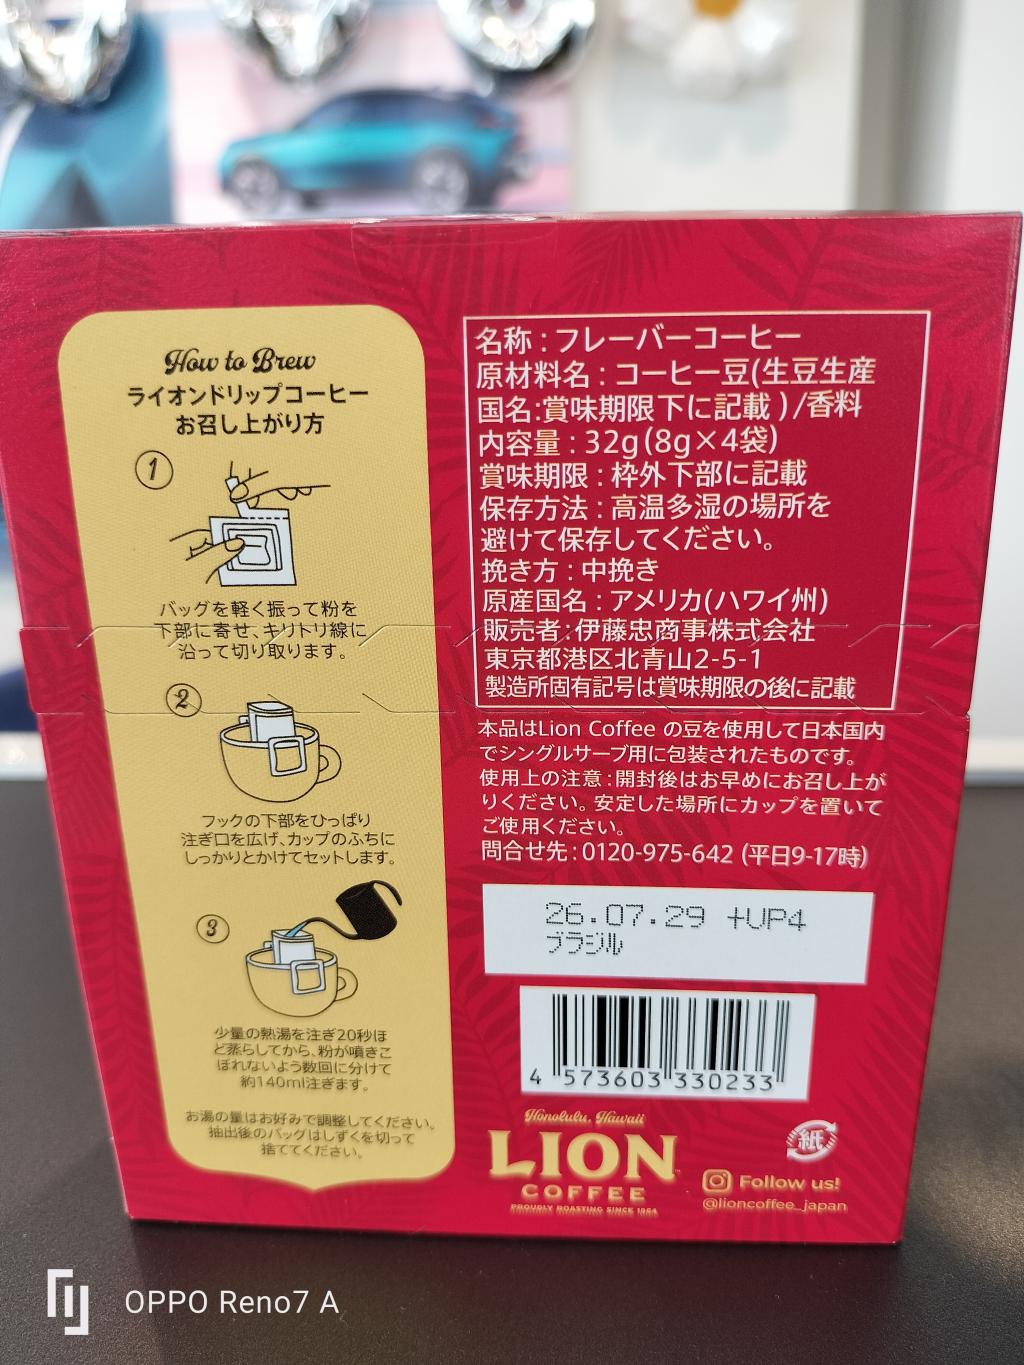 How to Brew
ライオンドリップコーヒー
お召し上がり方
1
バッグを軽く振って粉を
下部に寄せ、キリトリ線に
沿って切り取ります。
2
フックの下部をひっぱり
注ぎ口を広げ、カップのふちに
しっかりとかけてセットします。
3
少量の熱湯を注ぎ20秒ほ
ど蒸らしてから、粉が噴きこ
ぼれないよう数回に分けて
約140ml注ぎます。
お湯の量はお好みで調整してください。
抽出後のバッグはしずくを切って
捨ててください。
名称：フレーバーコーヒー
原材料名：コーヒー豆(生豆生産
国名:賞味期限下に記載)/香料
内容量：32g(8g×4袋)
賞味期限：枠外下部に記載
保存方法：高温多湿の場所を
避けて保存してください。
挽き方：中挽き
原産国名：アメリカ(ハワイ州)
販売者：伊藤忠商事株式会社
東京都港区北青山2-5-1
製造所固有記号は賞味期限の後に記載
本品はLion Coffee の豆を使用して日本国内
でシングルサーブ用に包装されたものです。
使用上の注意：開封後はお早めにお召し上が
りください。安定した場所にカップを置いて
ご使用ください。
問合せ先：0120-975-642 (平日9-17時)
26.07.29 +UP4
ブラジル
4 573603 330233
Honolulu, Hawaii
LION
COFFEE
PROUDLY ROASTING SINCE 1864
紙
Follow us!
@lioncoffee_japan
OPPO Reno7 A